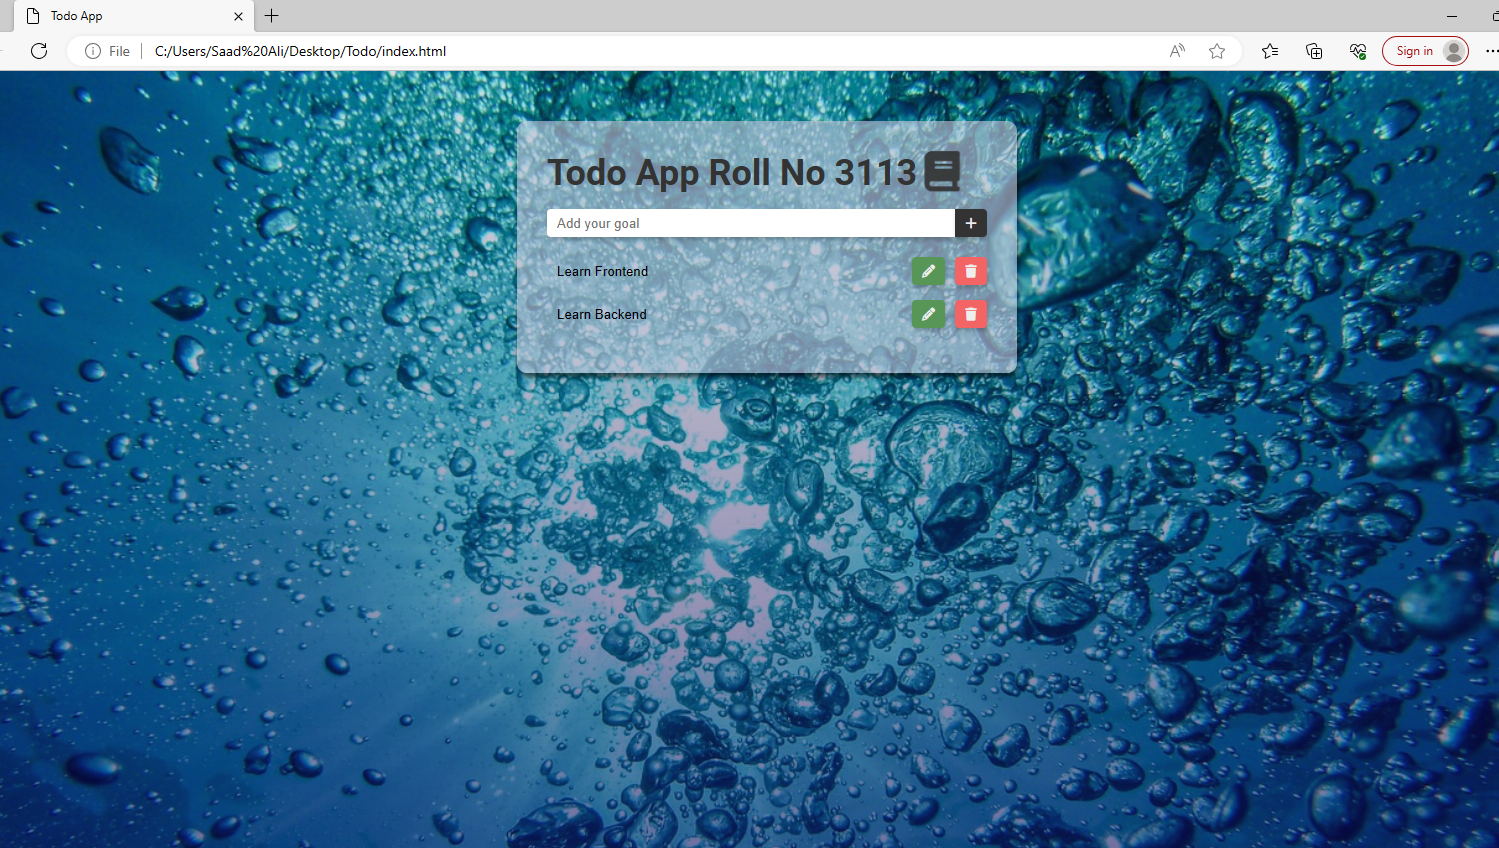 Todo App
File C:/Users/Saad%20Ali/Desktop/Todo/index.html Sign in
Todo App Roll No 3113
Add your goal
Learn Frontend
Learn Backend